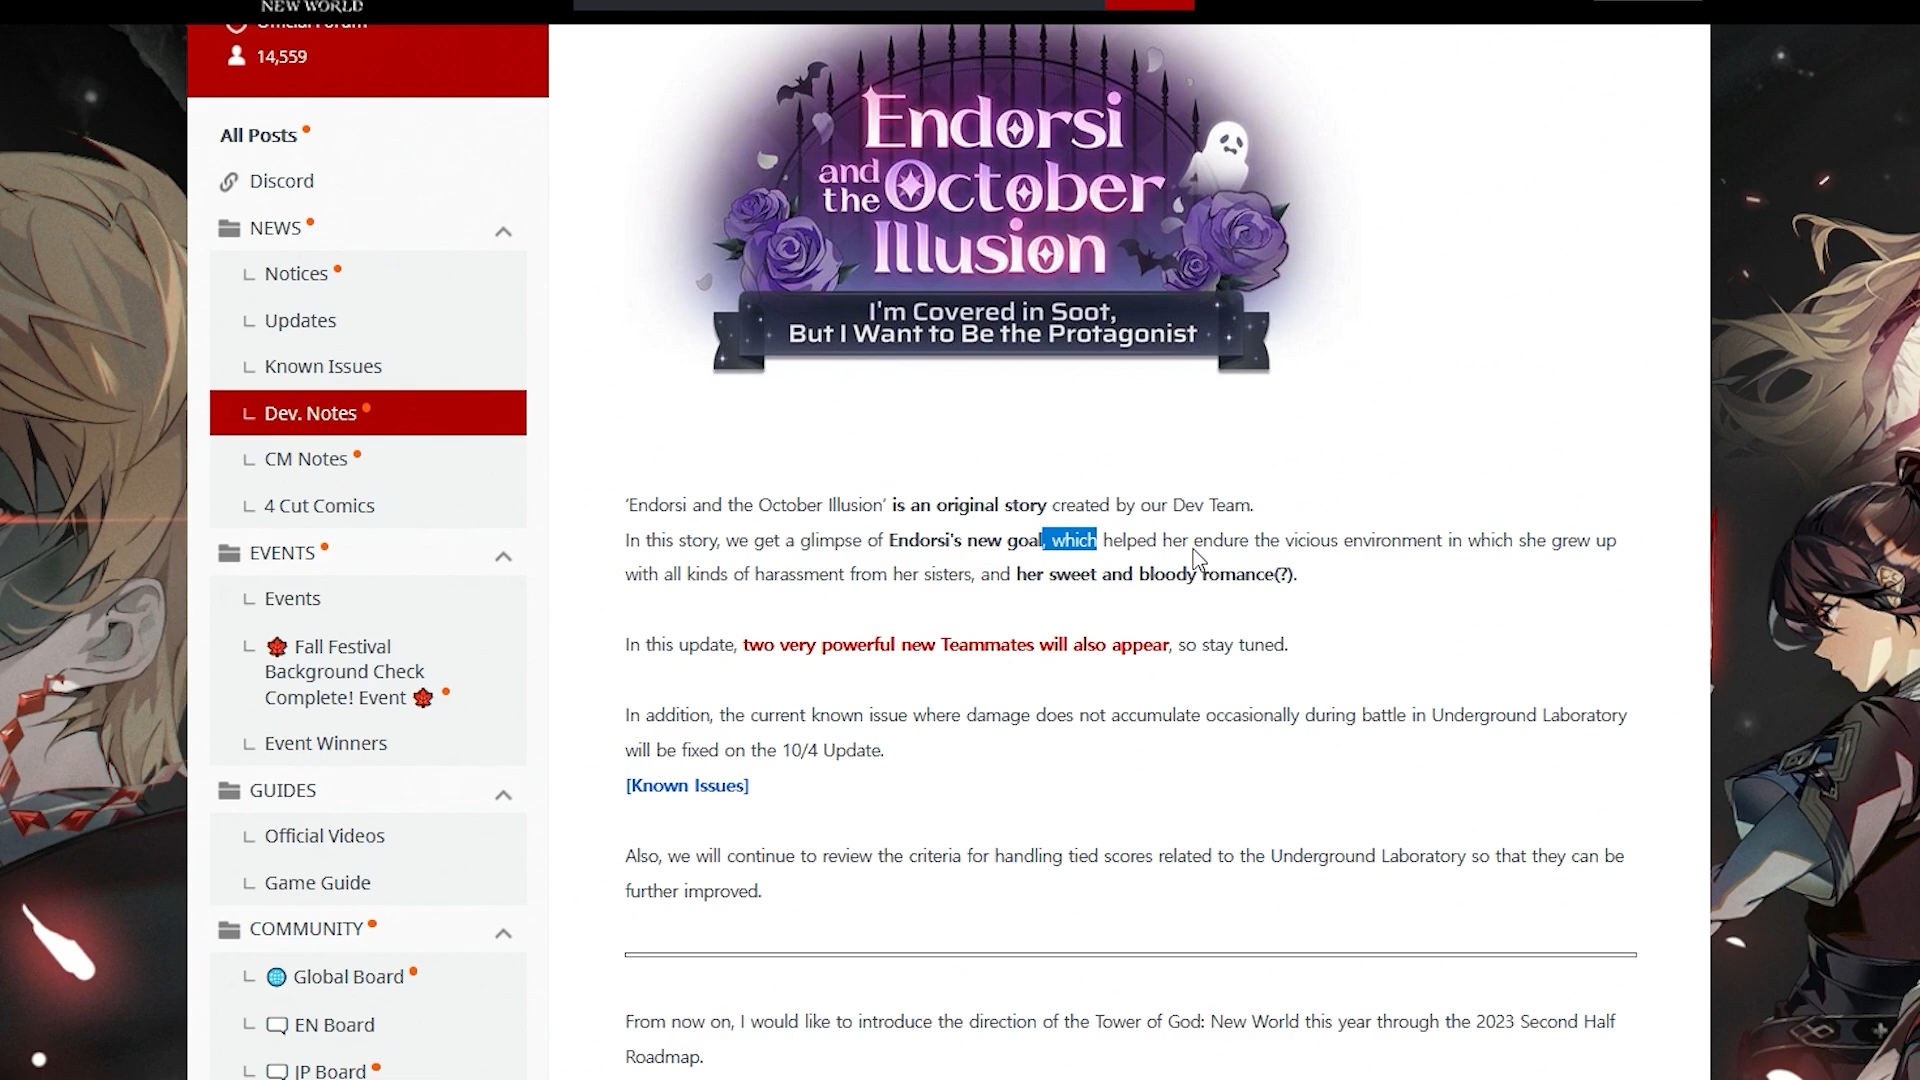 NEW WORLD
Official Forum
14,559
All Posts
Discord
NEWS
Notices
Updates
Known Issues
Dev. Notes
CM Notes
4 Cut Comics
EVENTS
Events
Fall Festival
Background Check
Complete! Event
Event Winners
GUIDES
Official Videos
Game Guide
COMMUNITY
Global Board
EN Board
JP Board
Endorsi
and
the October
Illusion
I'm Covered in Soot,
But I Want to Be the Protagonist
'Endorsi and the October Illusion' is an original story created by our Dev Team.
In this story, we get a glimpse of Endorsi's new goal, which helped her endure the vicious environment in which she grew up
with all kinds of harassment from her sisters, and her sweet and bloody romance(?).
In this update, two very powerful new Teammates will also appear, so stay tuned.
In addition, the current known issue where damage does not accumulate occasionally during battle in Underground Laboratory
will be fixed on the 10/4 Update.
[Known Issues]
Also, we will continue to review the criteria for handling tied scores related to the Underground Laboratory so that they can be
further improved.
From now on, I would like to introduce the direction of the Tower of God: New World this year through the 2023 Second Half
Roadmap.